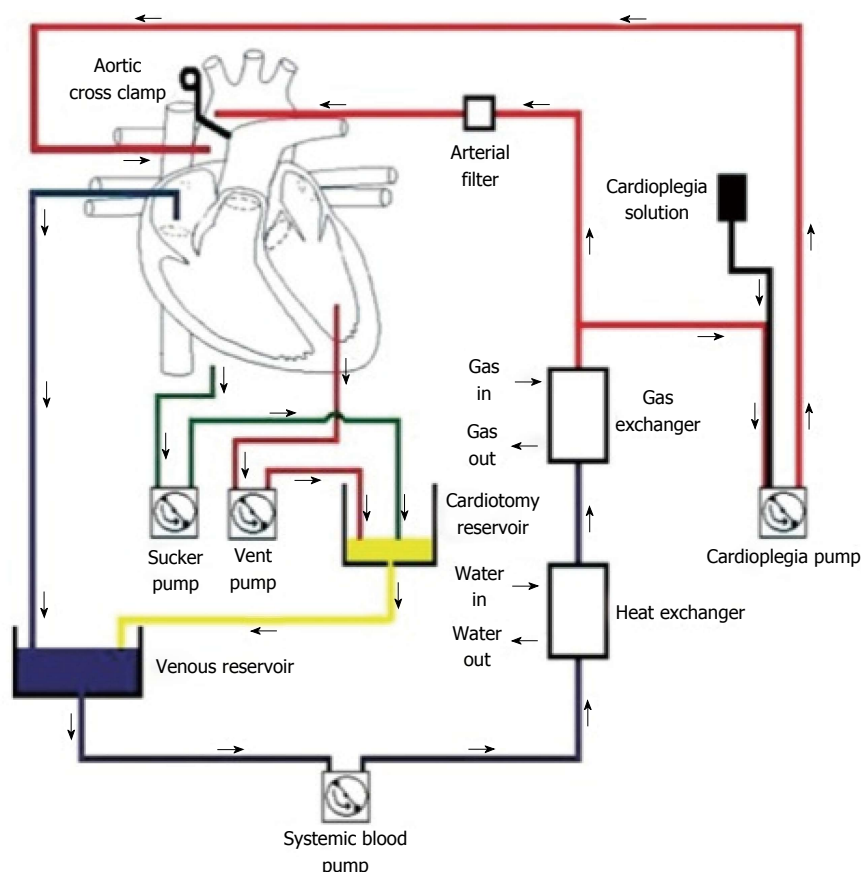 Aortic
cross clamp
Arterial
filter
Cardioplegia
solution
Gas
in
Gas
out
Gas
exchanger
Cardiotomy
reservoir
Sucker
pump
Vent
pump
Cardioplegia pump
Water
in
Water
out
Heat exchanger
Venous reservoir
Systemic blood
pump